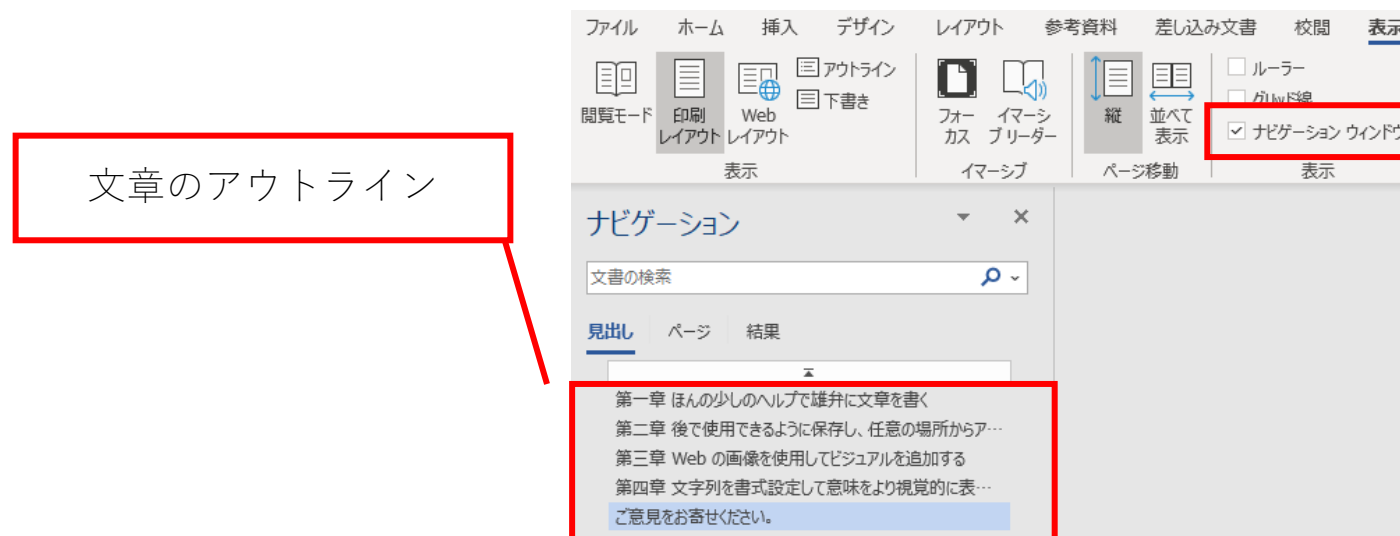 ファイル ホーム 挿入 デザイン レイアウト 参考資料 差し込み文書 校閲 表示
閲覧モード
印刷
レイアウト
Web
レイアウト
アウトライン
下書き
表示
フォー
カス
イマーシ
ブ リーダー
イマーシブ
縦
並べて
表示
ページ移動
ルーラー
ナビゲーション ウィンドウ
表示
文章のアウトライン
ナビゲーション
文書の検索
見出し ページ 結果
第一章 ほんの少しのヘルプで雄弁に文章を書く
第二章 後で使用できるように保存し、任意の場所からア…
第三章 Web の画像を使用してビジュアルを追加する
第四章 文字列を書式設定して意味をより視覚的に表…
ご意見をお寄せください。